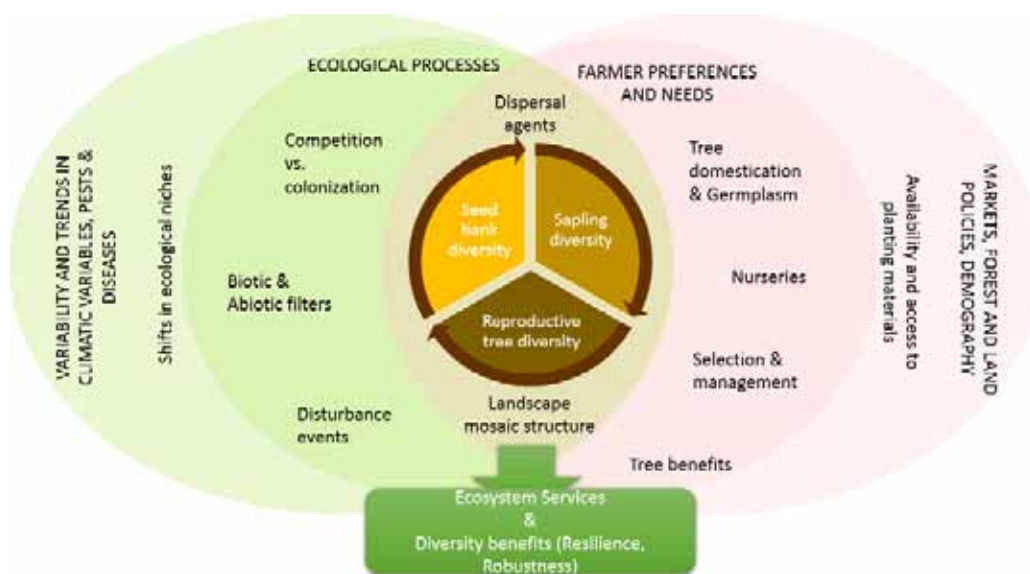 ECOLOGICAL PROCESSES
FARMER PREFERENCES
AND NEEDS
Dispersal
agents
Competition
vs.
colonization
Tree
domestication
& Germplasm
VARIABILITY AND TRENDS IN
CLIMATIC VARIABLES, PESTS &
DISEASES
Shifts in ecological niches
Seed
bank
diversity
Sapling
diversity
Availability and access to
planting materials
MARKETS, FOREST AND LAND
POLICIES, DEMOGRAPHY
Biotic &
Abiotic filters
Nurseries
Reproductive
tree diversity
Selection &
management
Landscape
mosaic structure
Disturbance
events
Tree benefits
Ecosystem Services
&
Diversity benefits (Resilience,
Robustness)